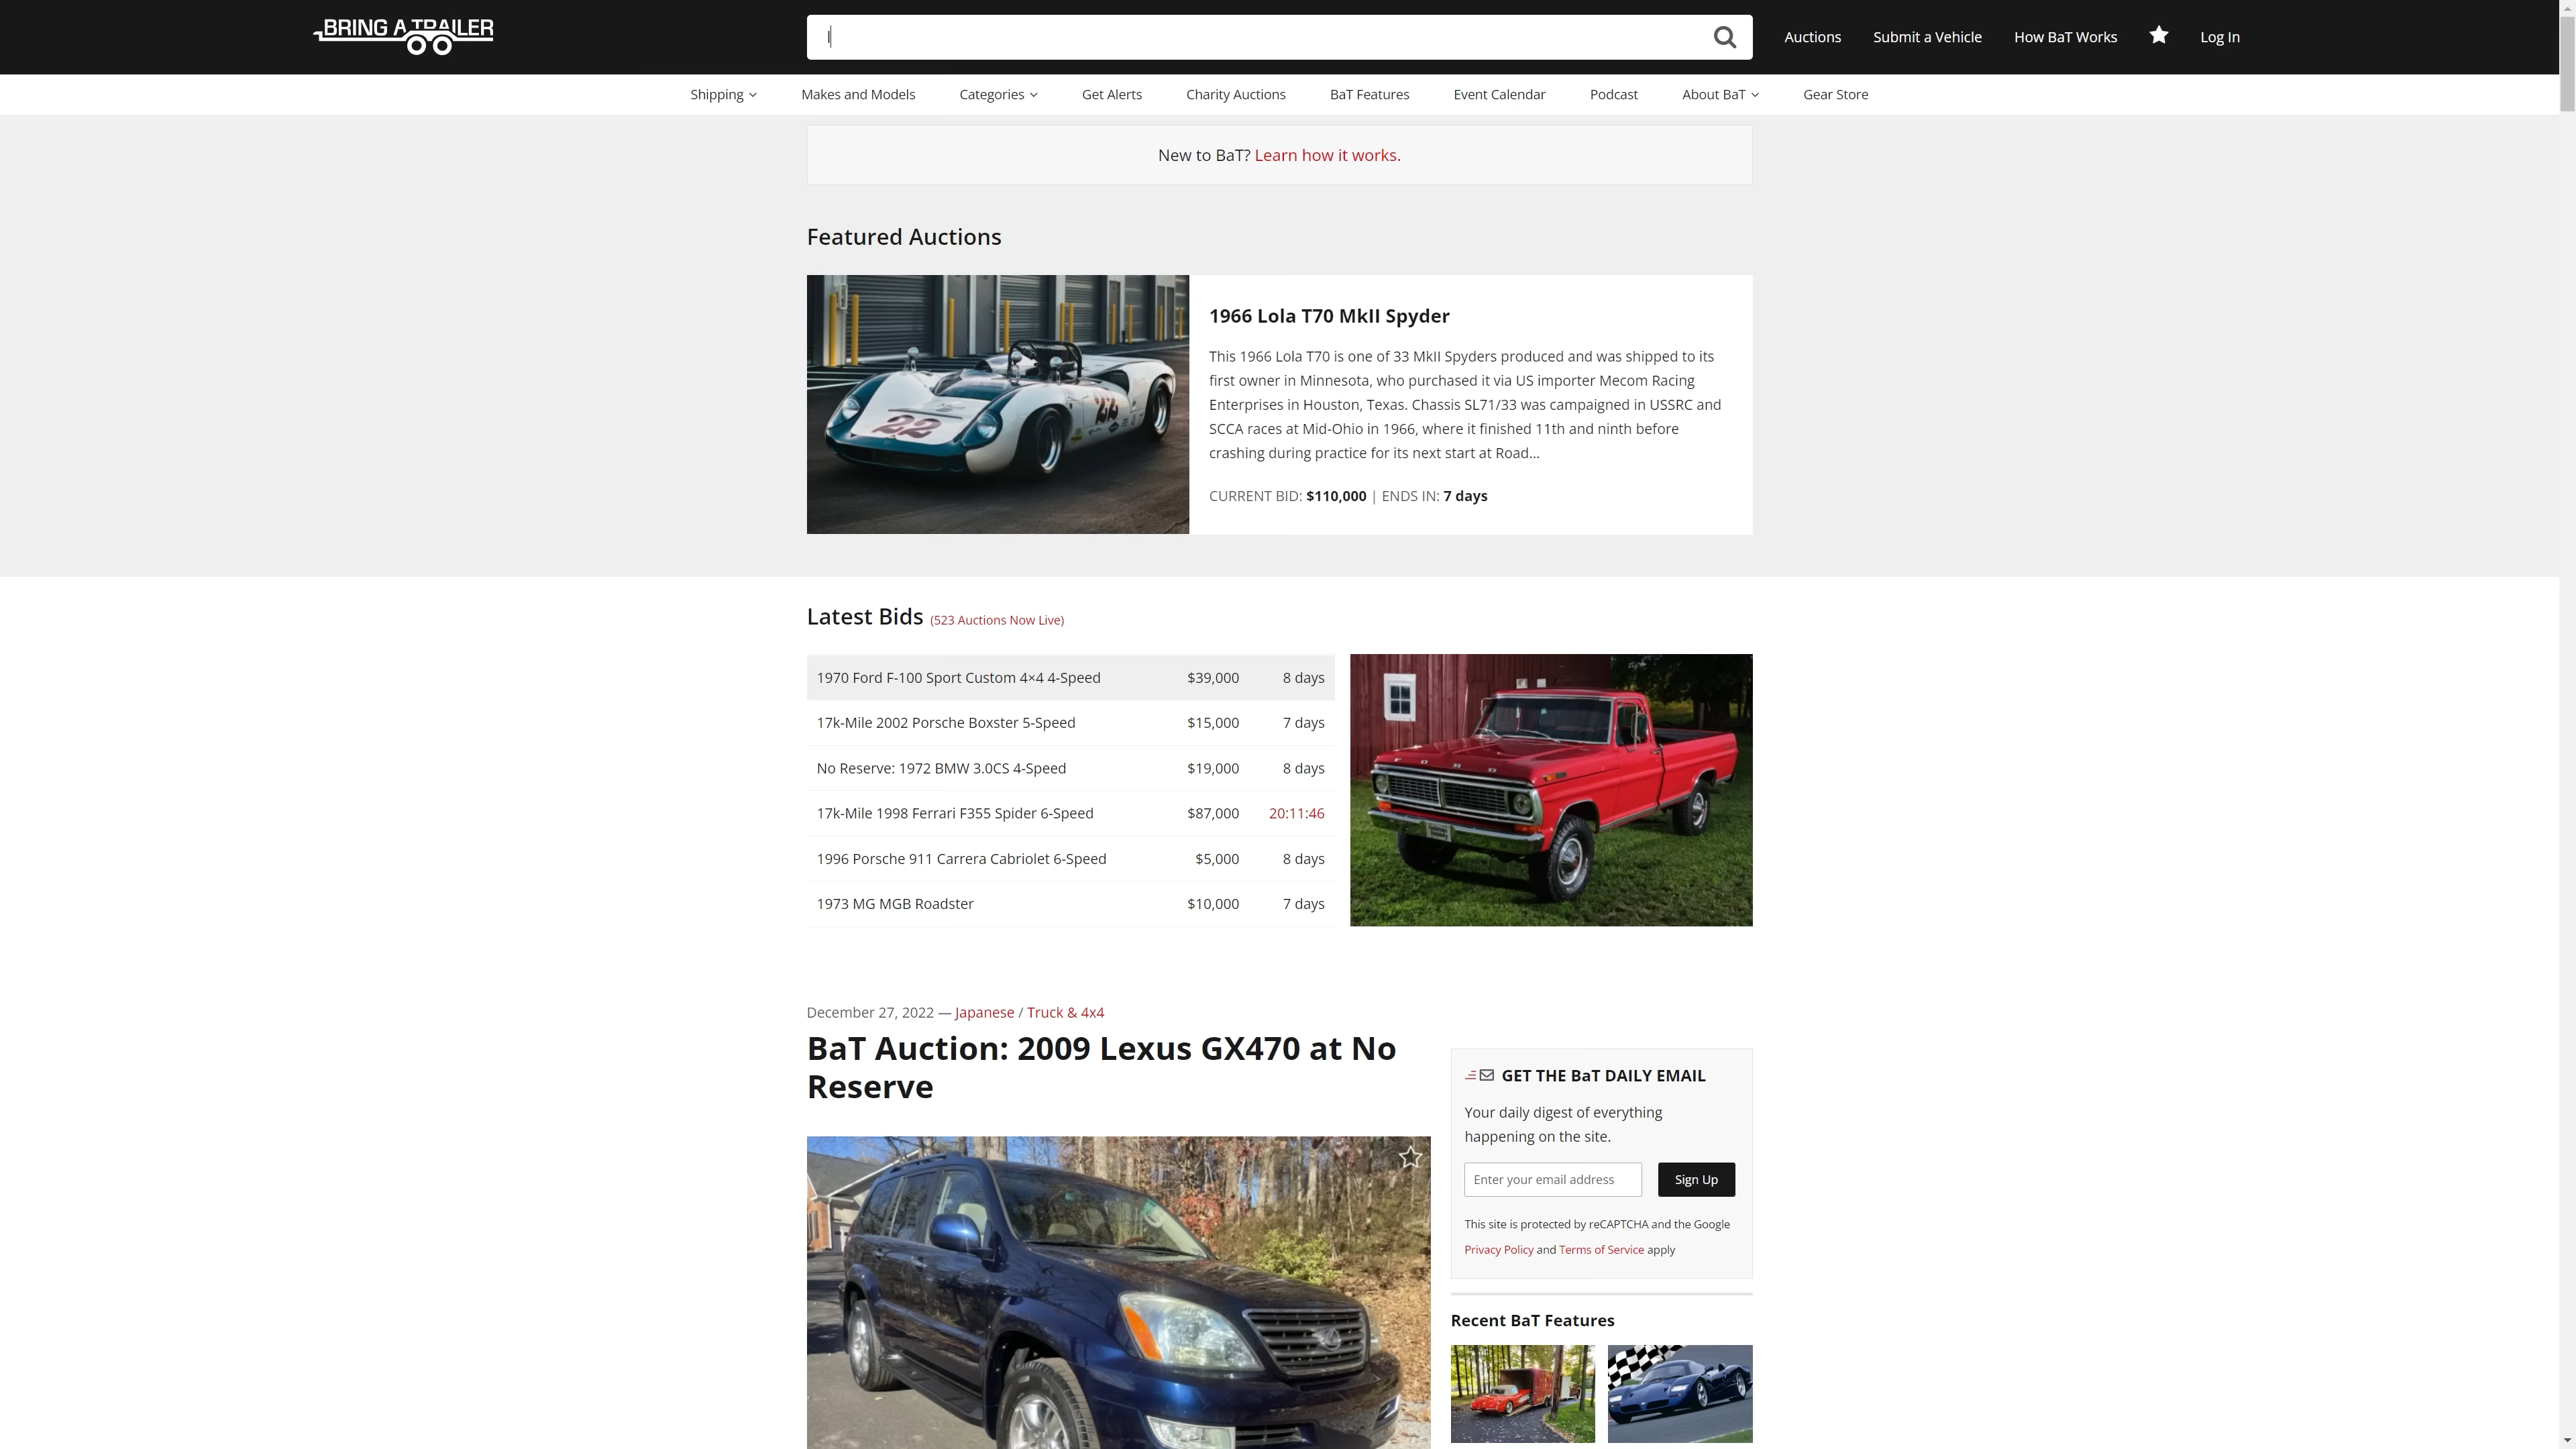 BRING A TRAILER
Auctions
Submit a Vehicle
How BaT Works
Log In
Shipping
Makes and Models
Categories
Get Alerts
Charity Auctions
BaT Features
Event Calendar
Podcast
About BaT
Gear Store
New to BaT? Learn how it works.
Featured Auctions
22
1966 Lola T70 MkII Spyder
This 1966 Lola T70 is one of 33 MkII Spyders produced and was shipped to its
first owner in Minnesota, who purchased it via US importer Mecom Racing
Enterprises in Houston, Texas. Chassis SL71/33 was campaigned in USSRC and
SCCA races at Mid-Ohio in 1966, where it finished 11th and ninth before
crashing during practice for its next start at Road...
CURRENT BID: $110,000 | ENDS IN: 7 days
Latest Bids (523 Auctions Now Live)
1970 Ford F-100 Sport Custom 4×4 4-Speed $39,000 8 days
17k-Mile 2002 Porsche Boxster 5-Speed $15,000 7 days
No Reserve: 1972 BMW 3.0CS 4-Speed $19,000 8 days
17k-Mile 1998 Ferrari F355 Spider 6-Speed $87,000 20:11:46
1996 Porsche 911 Carrera Cabriolet 6-Speed $5,000 8 days
1973 MG MGB Roadster $10,000 7 days
FORD
December 27, 2022 — Japanese / Truck & 4x4
BaT Auction: 2009 Lexus GX470 at No
Reserve
GET THE BaT DAILY EMAIL
Your daily digest of everything
happening on the site.
Enter your email address
Sign Up
This site is protected by reCAPTCHA and the Google
Privacy Policy and Terms of Service apply
Recent BaT Features